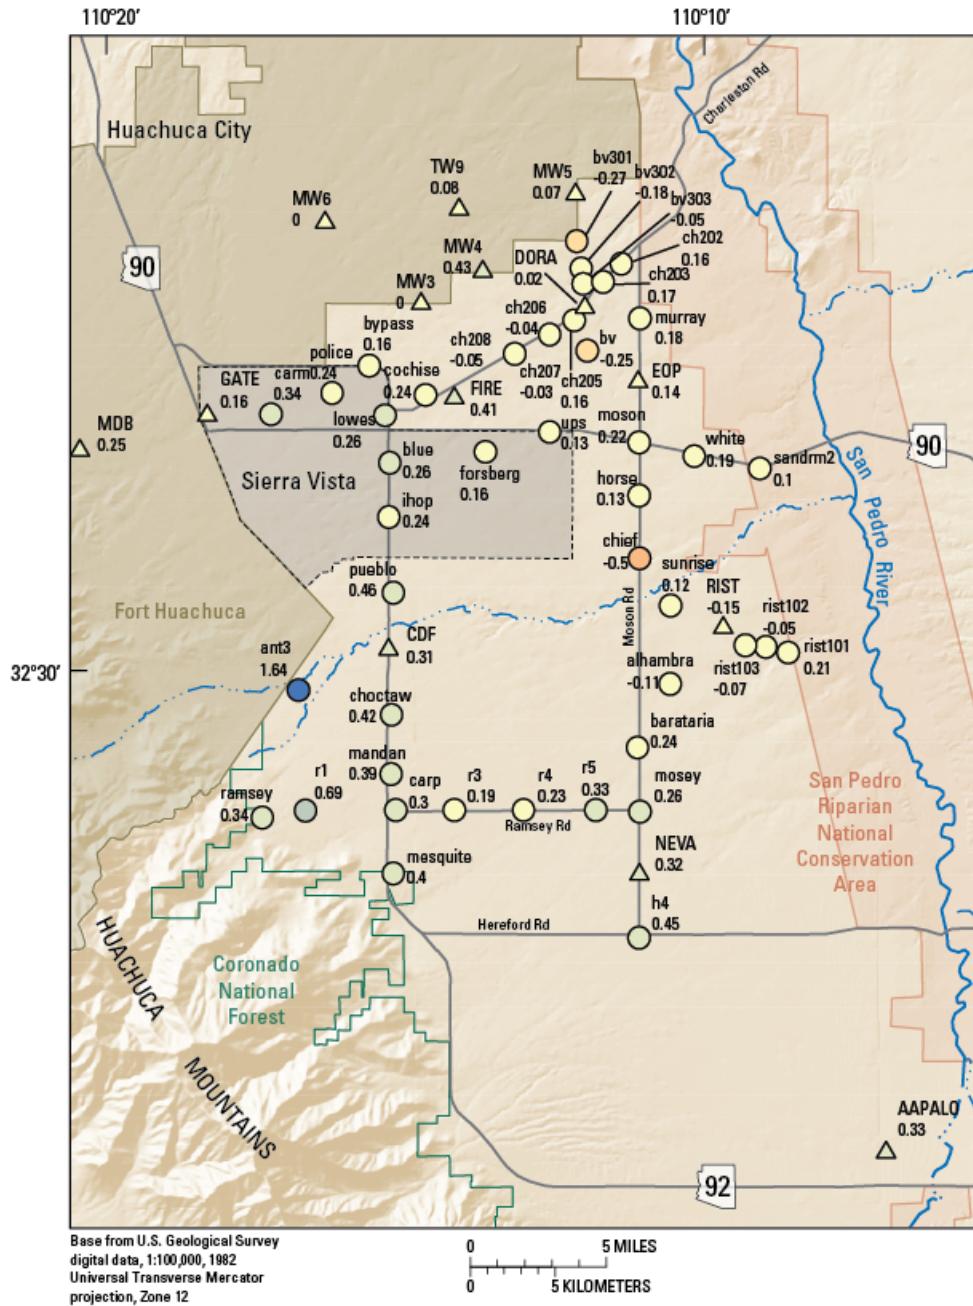 110°20' 110°10'
Charleston Rd
Huachuca City
TW9
0.08
MW5
0.07
bv301
-0.27
bv302
-0.18
bv303
-0.05
MW6
0
ch202
0.16
90
MW4
0.43
DORA
0.02
ch203
0.17
MW3
0
ch206
-0.04
murray
0.18
bypass
0.16
ch208
-0.05
bv
-0.25
police
0.24
cochise
0.24
ch207
-0.03
EOP
0.14
GATE
0.16
carm
0.34
FIRE
0.41
ch205
0.16
MDB
0.25
lowes
0.26
ups
0.13
moson
0.22
white
0.19
90
blue
0.26
forsberg
0.16
sandrm2
0.1
Sierra Vista
horse
0.13
San Pedro River
ihop
0.24
chief
-0.5
pueblo
0.46
sunrise
0.12
RIST
-0.15
Moson Rd
rist102
-0.05
Fort Huachuca
CDF
0.31
rist101
0.21
ant3
1.64
alhambra
-0.11
rist103
-0.07
32°30'
choctaw
0.42
barataria
0.24
mandan
0.39
r1
0.69
carp
0.3
r3
0.19
r4
0.23
r5
0.33
mosey
0.26
San Pedro
Riparian
National
Conservation
Area
ramsey
0.34
Ramsey Rd
mesquite
0.4
NEVA
0.32
h4
0.45
Hereford Rd
HUACHUCA
MOUNTAINS
Coronado
National
Forest
AAPALO
0.33
92
Base from U.S. Geological Survey
digital data, 1:100,000, 1982
Universal Transverse Mercator
projection, Zone 12
0 5 MILES
0 5 KILOMETERS